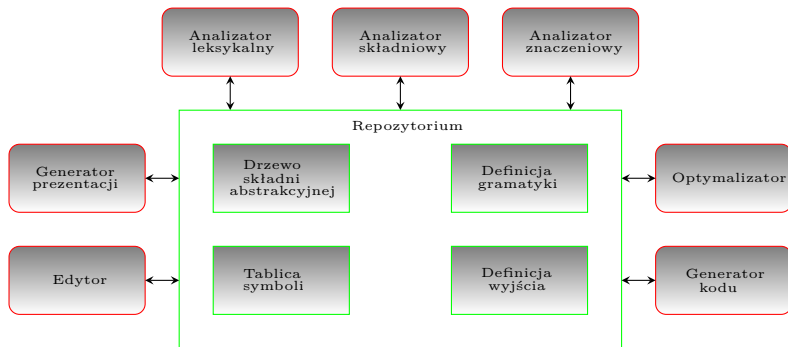 Analizator
leksykalny
Analizator
składniowy
Analizator
znaczeniowy
Repozytorium
Generator
prezentacji
Drzewo
składni
abstrakcyjnej
Definicja
gramatyki
Optymalizator
Edytor
Tablica
symboli
Definicja
wyjścia
Generator
kodu